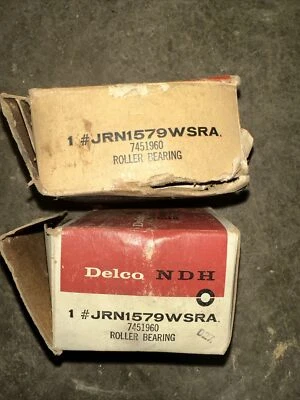 1 #JRN1579WSRA.
7451960
ROLLER BEARING
Delco NDH
1 #JRN1579WSRA.
7451960
ROLLER BEARING